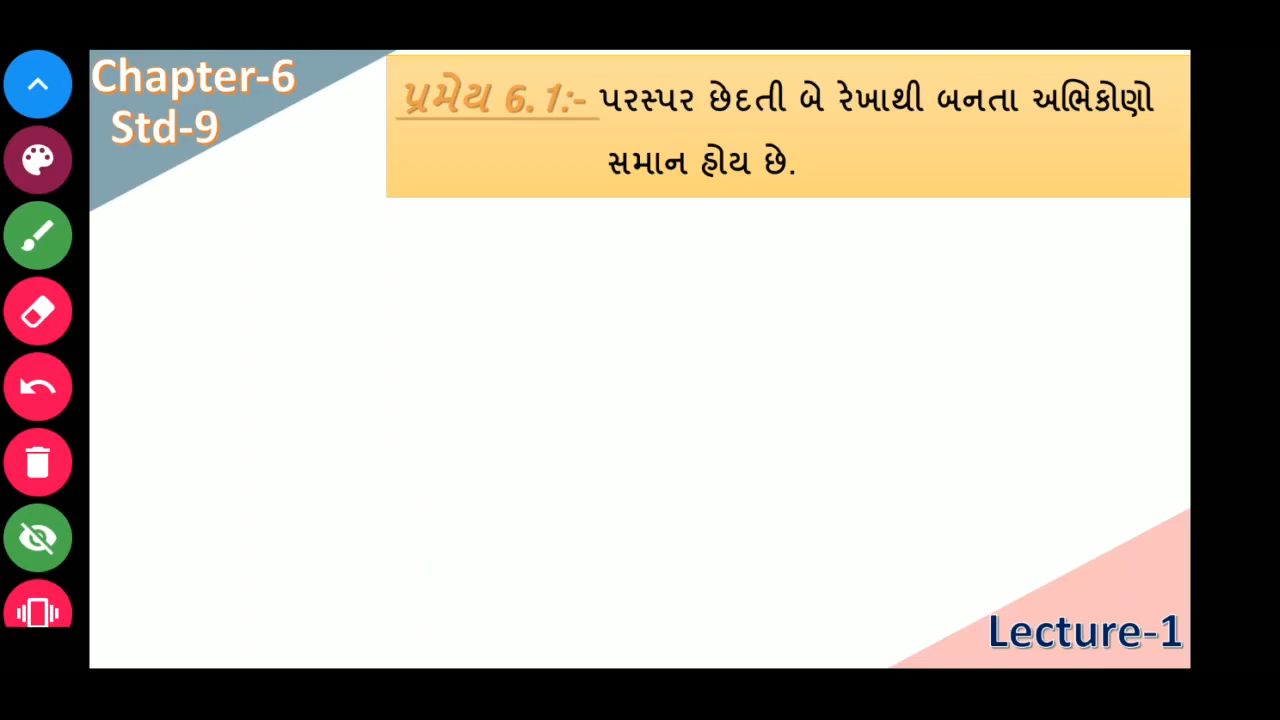 Chapter-6
Std-9
પ્રમેય 6.1:- પરસ્પર છેદતી બે રેખાથી બનતા અભિકોણો
સમાન હોય છે.
Lecture-1